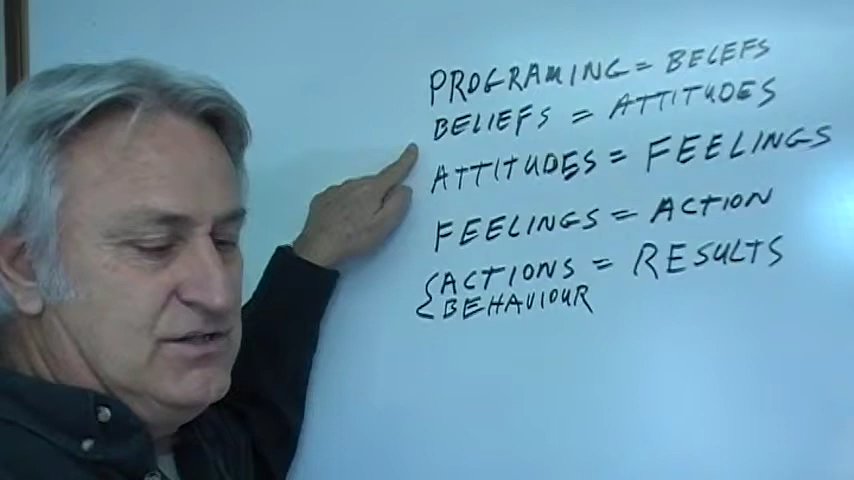 PROGRAMING = BELEFS
BELIEFS = ATTITUDES
ATTITUDES = FEELINGS
FEELINGS = ACTION
{ACTIONS = RESULTS
BEHAVIOUR